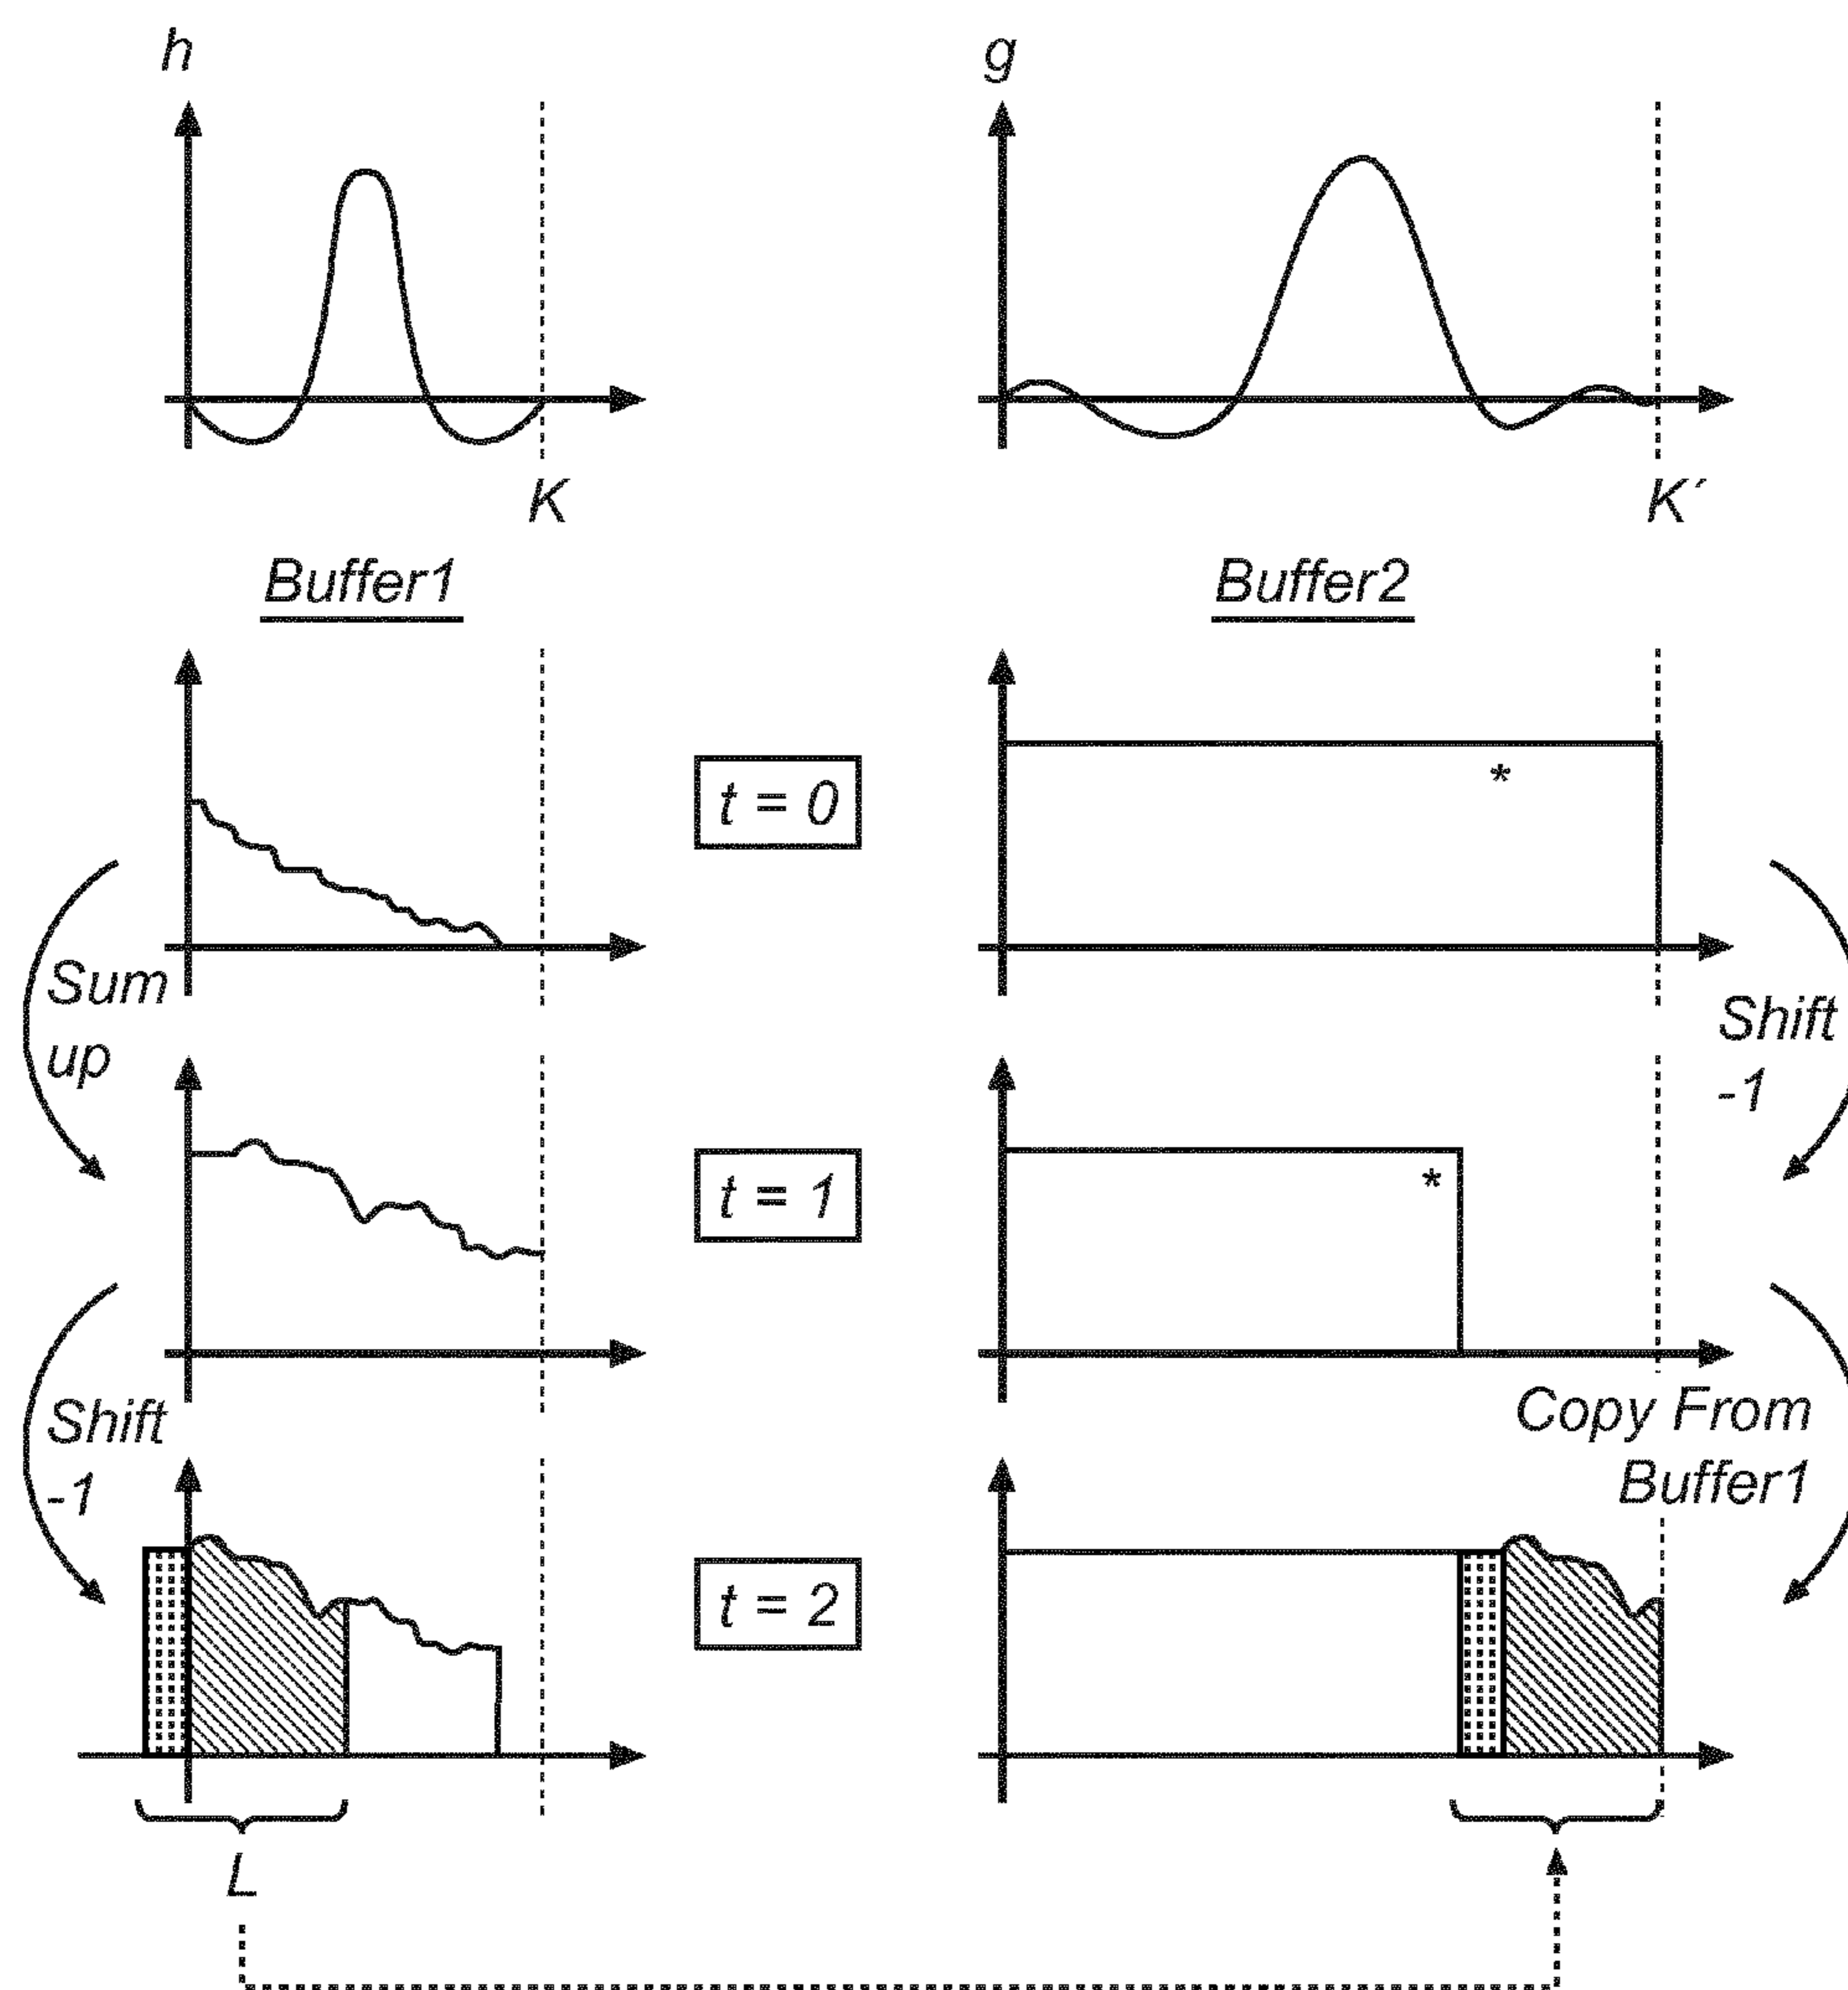 h
g
K
K´
Buffer1
Buffer2
t = 0
*
Sum
up
Shift
-1
t = 1
*
Shift
-1
Copy From
Buffer1
t = 2
L